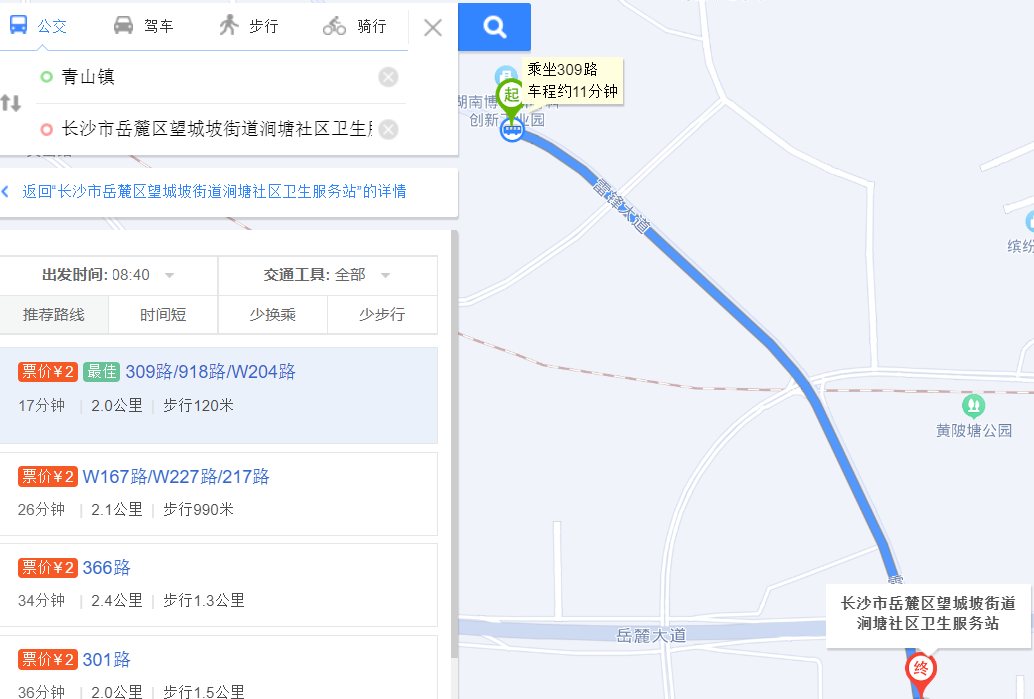 公交
驾车
步行
骑行
青山镇
长沙市岳麓区望城坡街道涧塘社区卫生
返回“长沙市岳麓区望城坡街道涧塘社区卫生服务站”的详情
出发时间: 08:40
交通工具: 全部
推荐路线
时间短
少换乘
少步行
票价¥2 最佳 309路/918路/W204路
17分钟 | 2.0公里 | 步行120米
票价¥2 W167路/W227路/217路
26分钟 | 2.1公里 | 步行990米
票价¥2 366路
34分钟 | 2.4公里 | 步行1.3公里
票价¥2 301路
36分钟 | 2.0公里 | 步行1.5公里
乘坐309路
车程约11分钟
起
湖南博
创新产业园
雷锋大道
缤纷
黄陂塘公园
岳麓大道
长沙市岳麓区望城坡街道
涧塘社区卫生服务站
终